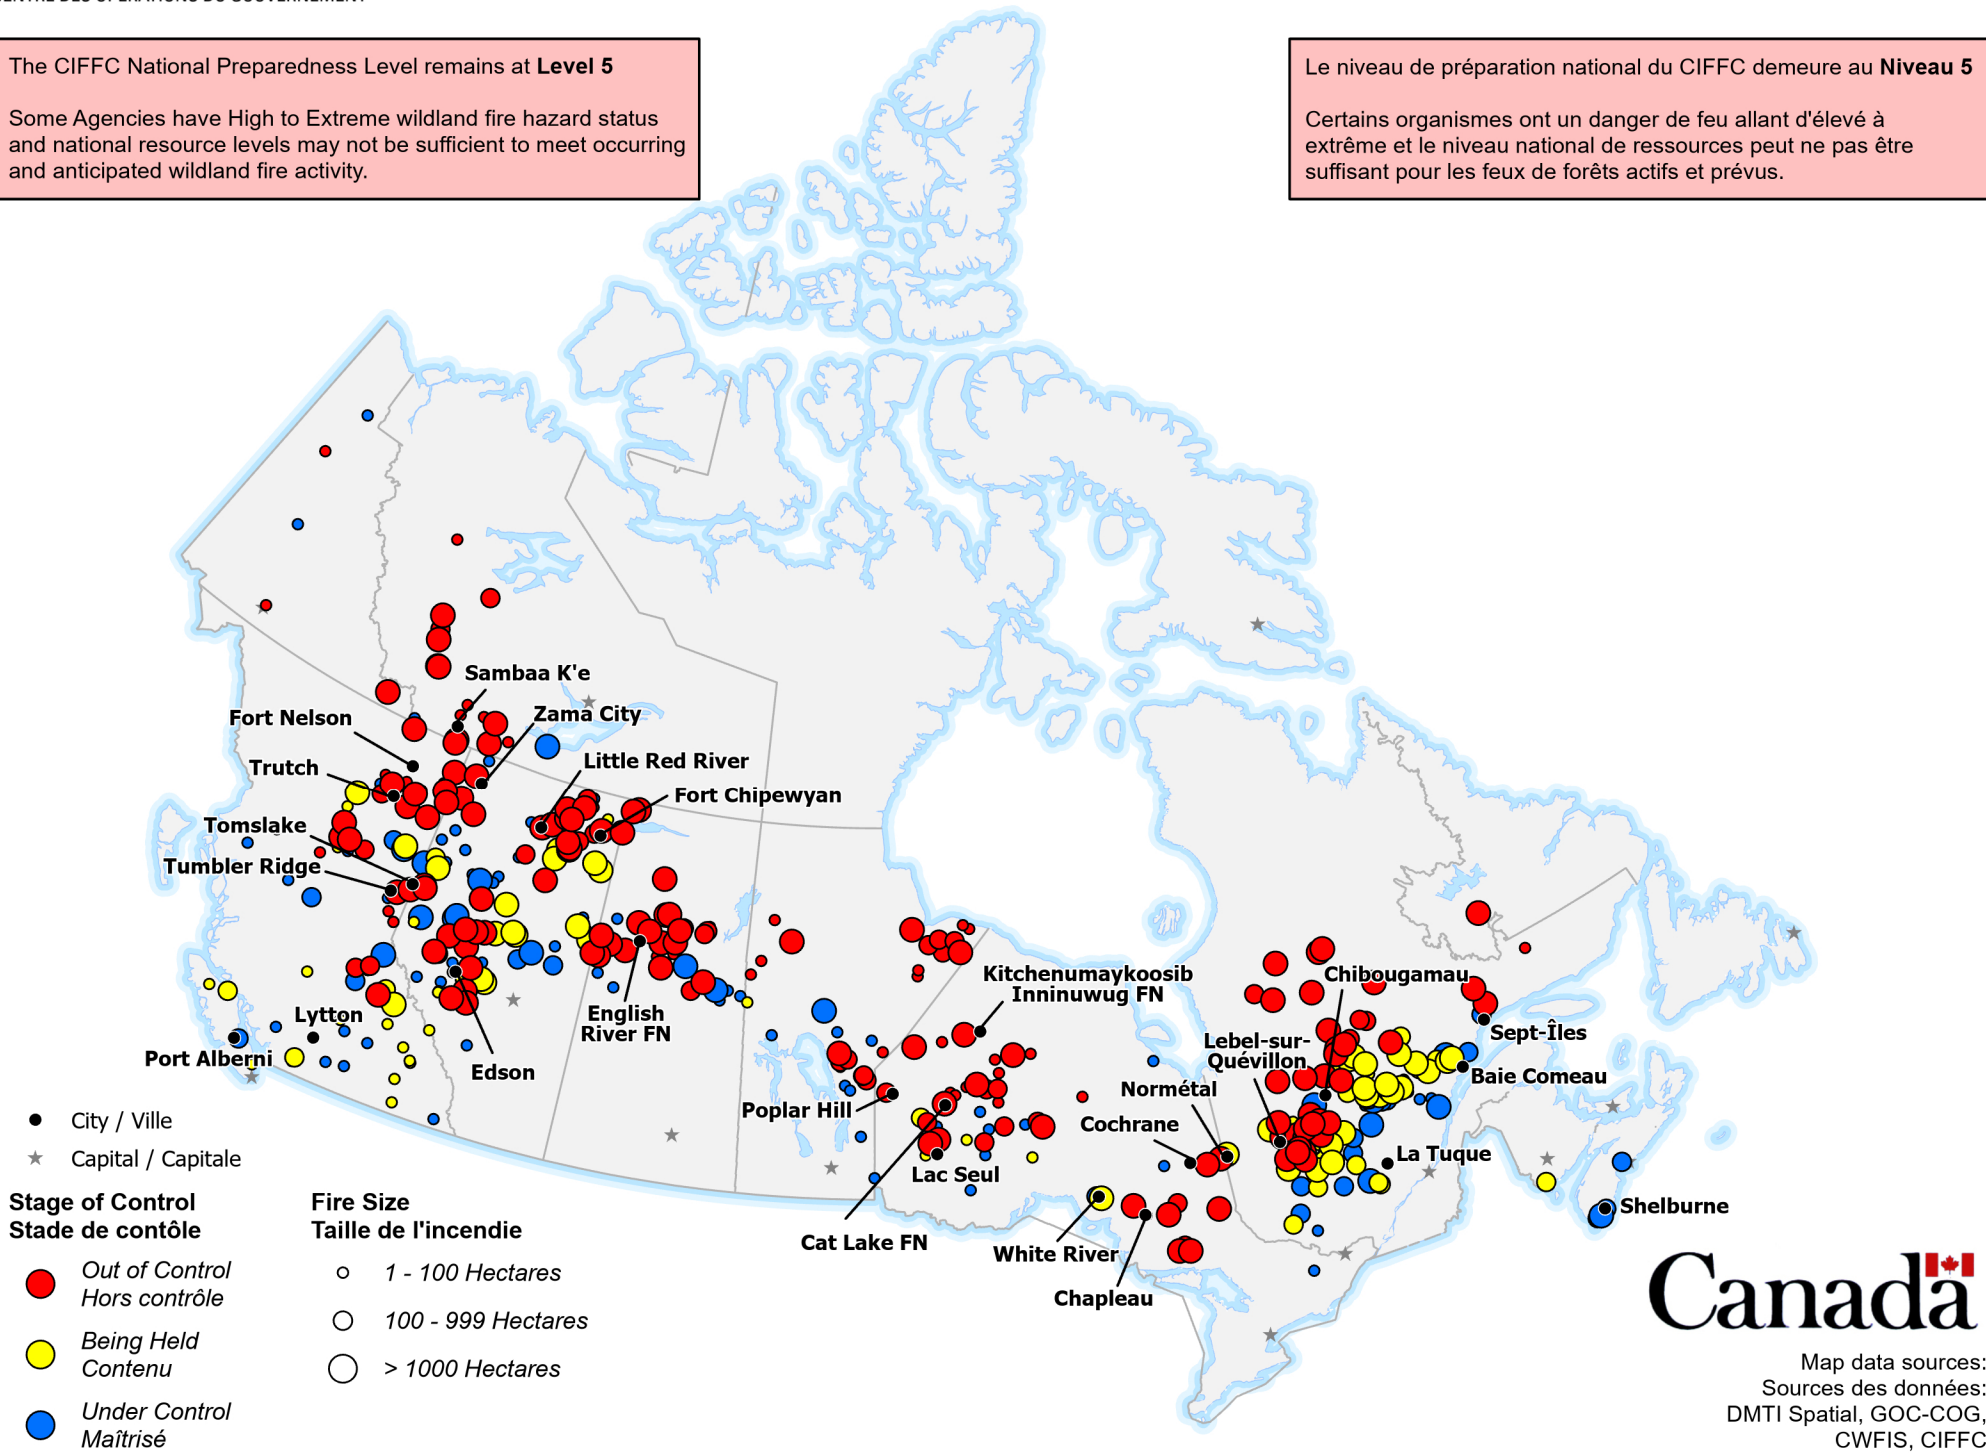 CENTRE DES OPÉRATIONS DU GOUVERNEMENT
The CIFFC National Preparedness Level remains at Level 5
Some Agencies have High to Extreme wildland fire hazard status
and national resource levels may not be sufficient to meet occurring
and anticipated wildland fire activity.
Le niveau de préparation national du CIFFC demeure au Niveau 5
Certains organismes ont un danger de feu allant d'élevé à
extrême et le niveau national de ressources peut ne pas être
suffisant pour les feux de forêts actifs et prévus.
Sambaa K'e
Fort Nelson
Zama City
Trutch
Little Red River
Fort Chipewyan
Tomslake
Tumbler Ridge
Kitchenumaykoosib
Inninuwug FN
Chibougamau
English
River FN
Lytton
Port Alberni
Edson
Sept-Îles
Lebel-sur-
Quévillon
Baie Comeau
Normétal
Poplar Hill
Cochrane
La Tuque
Lac Seul
Shelburne
Cat Lake FN
White River
Chapleau
City / Ville
Capital / Capitale
Stage of Control
Stade de contôle
Out of Control
Hors contrôle
Being Held
Contenu
Under Control
Maîtrisé
Fire Size
Taille de l'incendie
1 - 100 Hectares
100 - 999 Hectares
> 1000 Hectares
Canada
Map data sources:
Sources des données:
DMTI Spatial, GOC-COG,
CWFIS, CIFFC